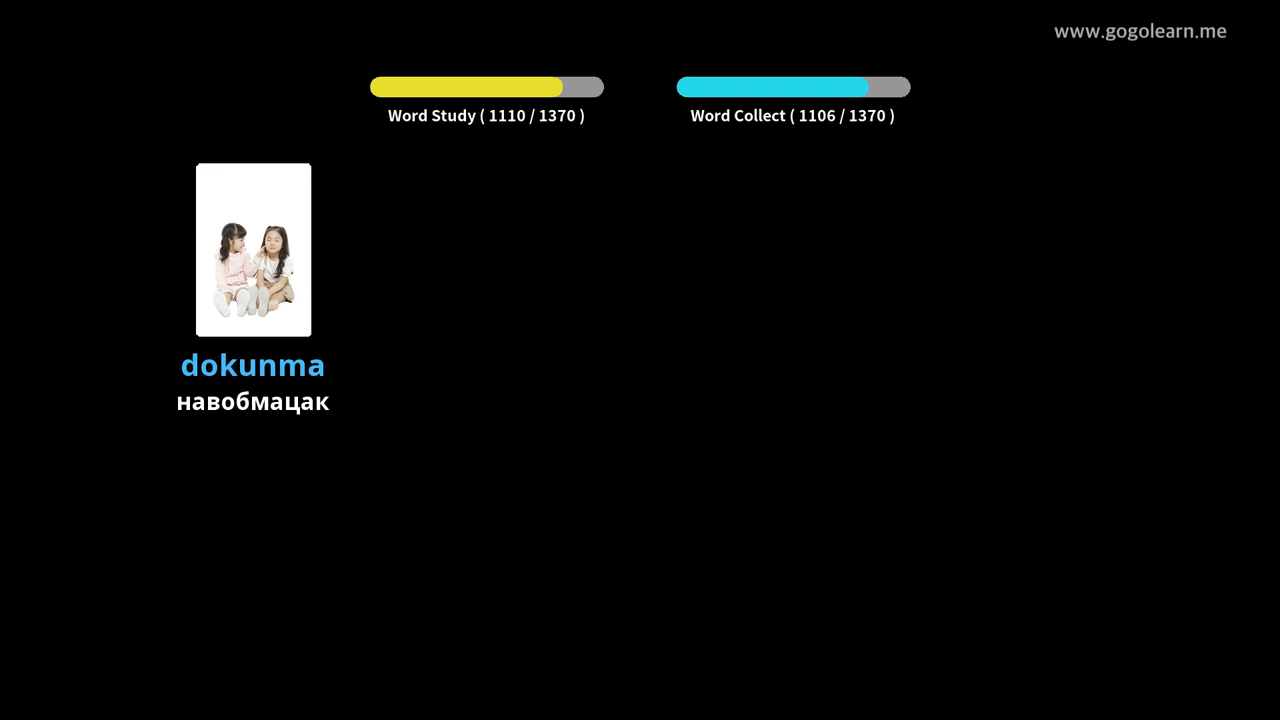 www.gogolearn.me
Word Study ( 1110 / 1370 )
Word Collect ( 1106 / 1370 )
dokunma
навобмацак